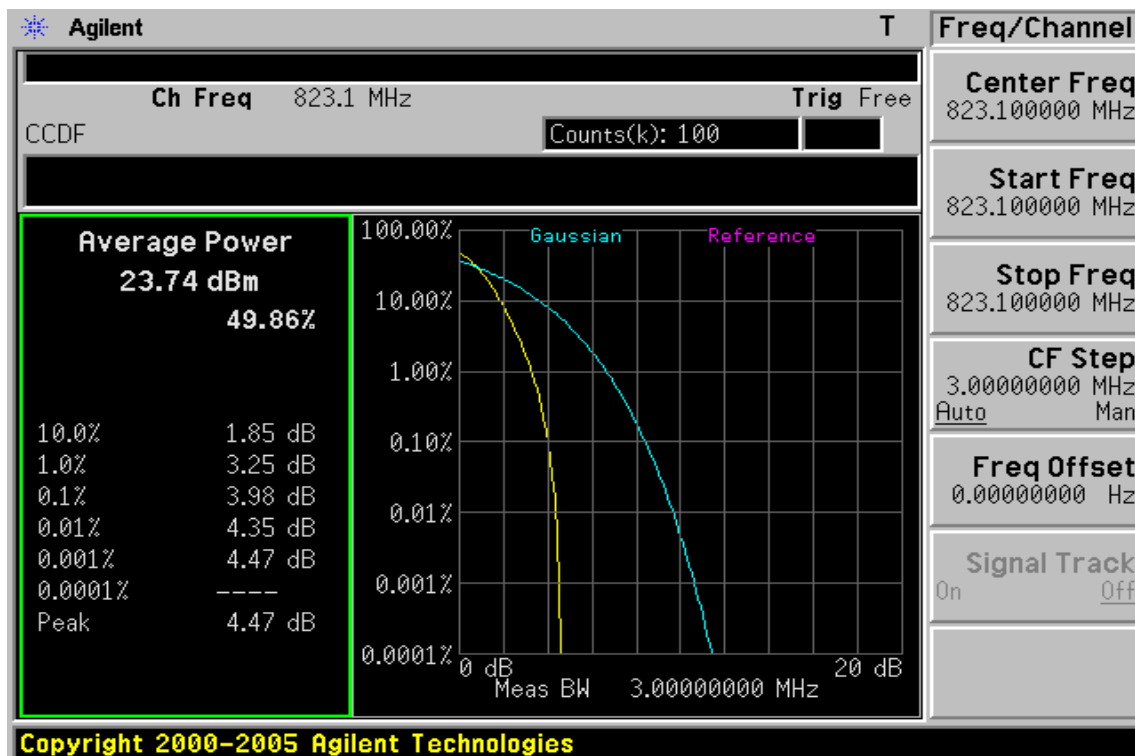 Agilent T
Ch Freq 823.1 MHz Trig Free
CCDF Counts(k): 100
Average Power
23.74 dBm
49.86%
10.0% 1.85 dB
1.0% 3.25 dB
0.1% 3.98 dB
0.01% 4.35 dB
0.001% 4.47 dB
0.0001% ----
Peak 4.47 dB
Gaussian Reference
100.00%
10.00%
1.00%
0.10%
0.01%
0.001%
0.0001%
0 dB 20 dB
Meas BW 3.00000000 MHz
Freq/Channel
Center Freq
823.100000 MHz
Start Freq
823.100000 MHz
Stop Freq
823.100000 MHz
CF Step
3.00000000 MHz
Auto Man
Freq Offset
0.00000000 Hz
Signal Track
On Off
Copyright 2000-2005 Agilent Technologies